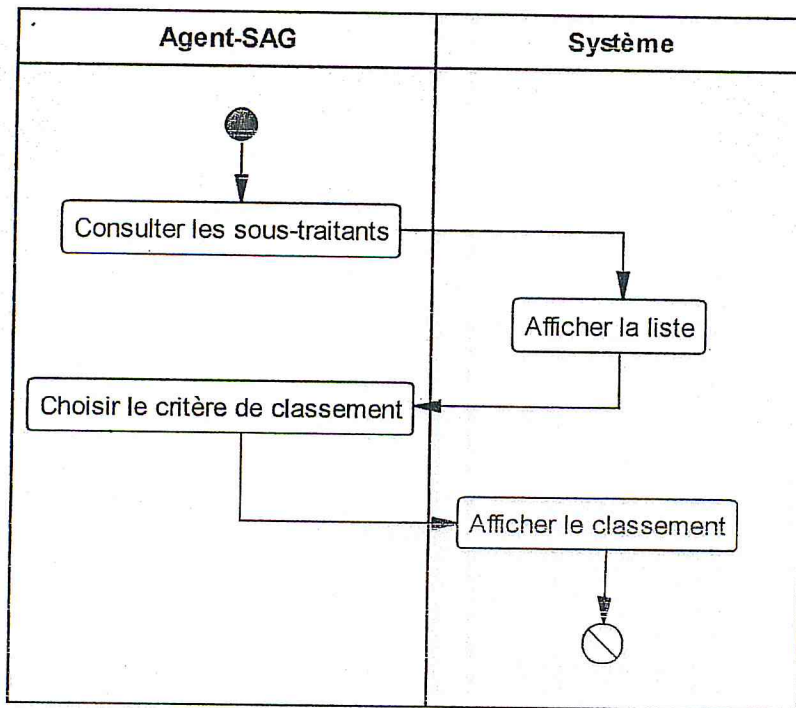 Agent-SAG
Système
Consulter les sous-traitants
Afficher la liste
Choisir le critère de classement
Afficher le classement